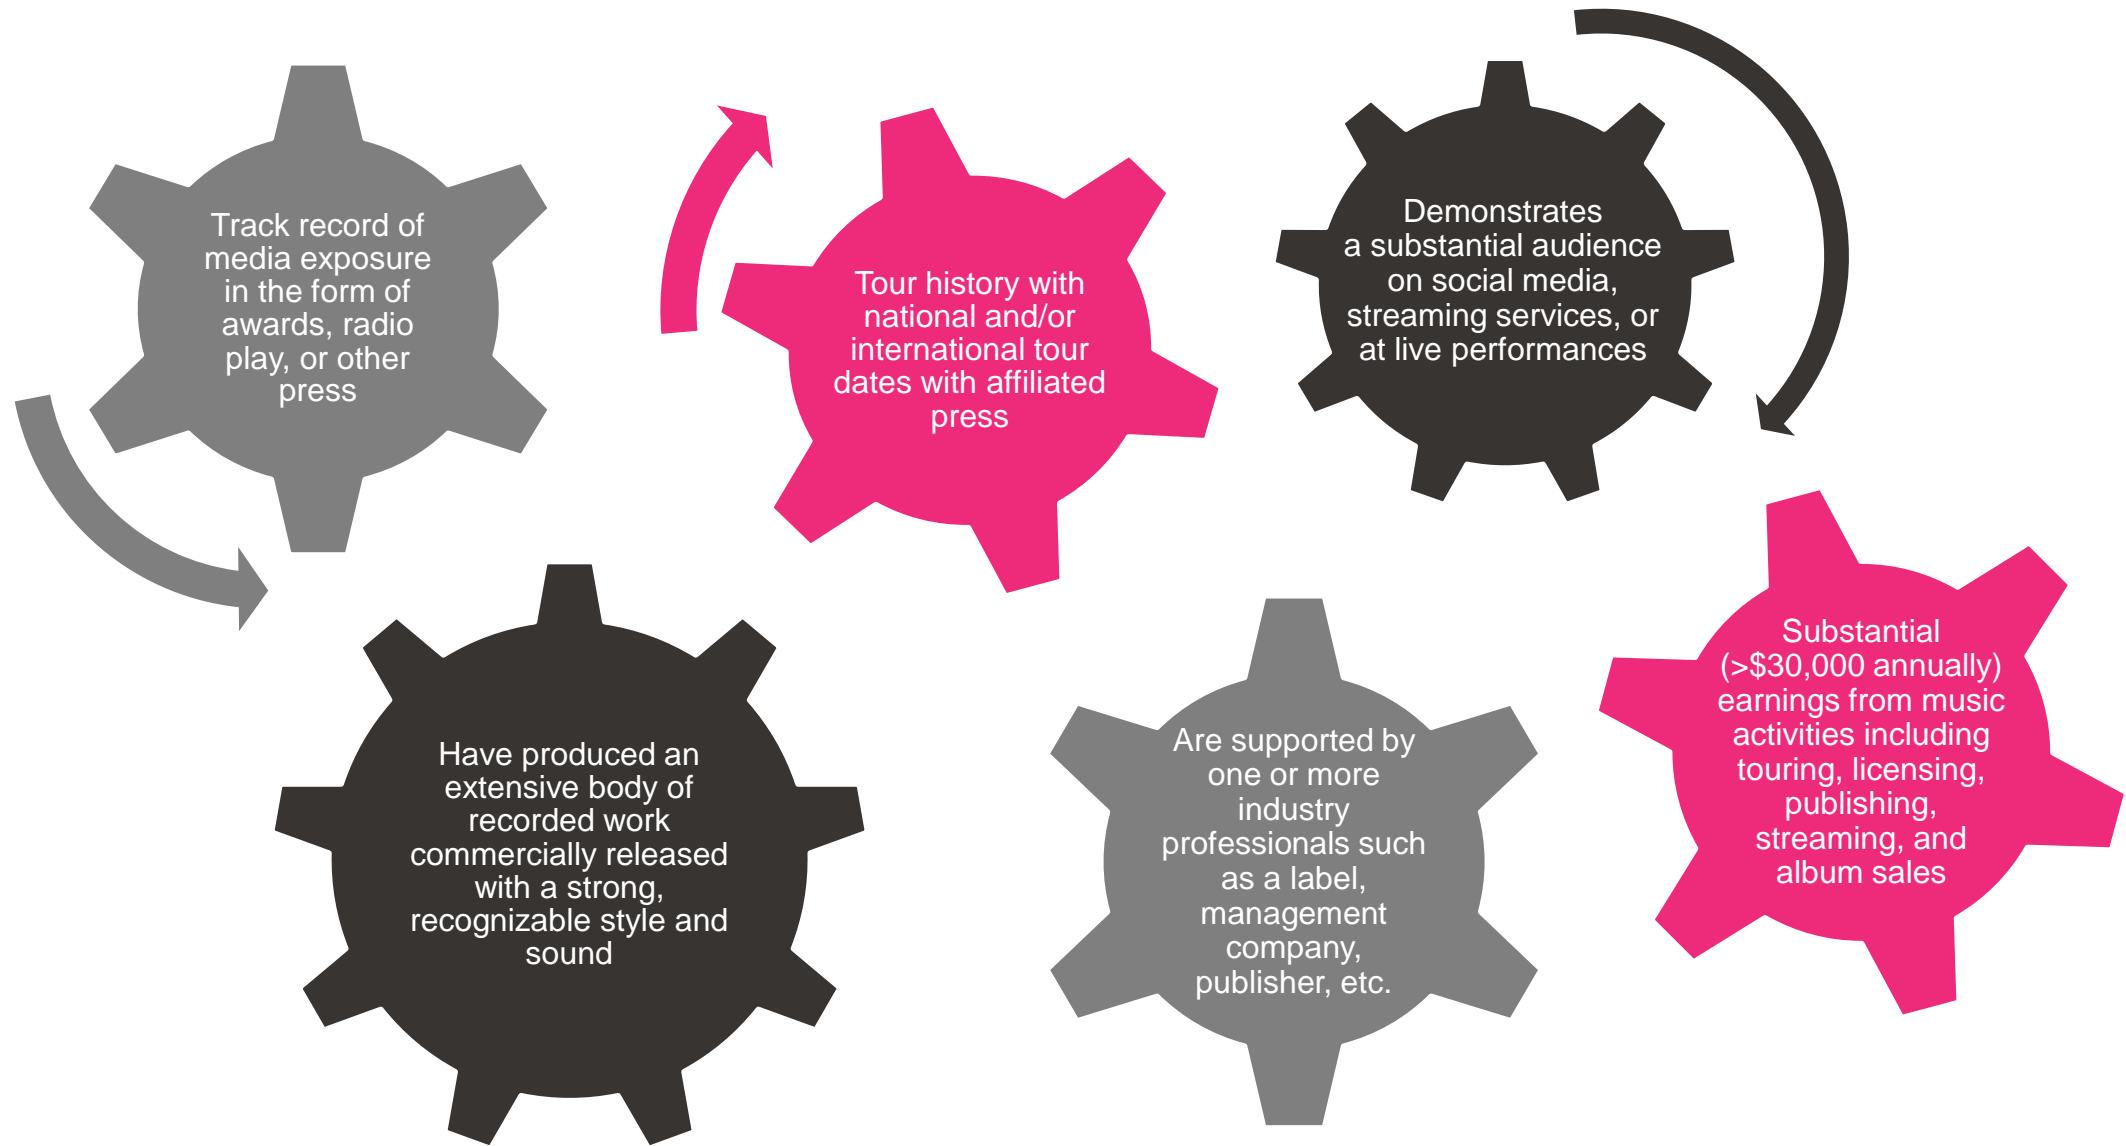 Track record of
media exposure
in the form of
awards, radio
play, or other
press
Tour history with
national and/or
international tour
dates with affiliated
press
Demonstrates
a substantial audience
on social media,
streaming services, or
at live performances
Have produced an
extensive body of
recorded work
commercially released
with a strong,
recognizable style and
sound
Are supported by
one or more
industry
professionals such
as a label,
management
company,
publisher, etc.
Substantial
(>$30,000 annually)
earnings from music
activities including
touring, licensing,
publishing,
streaming, and
album sales